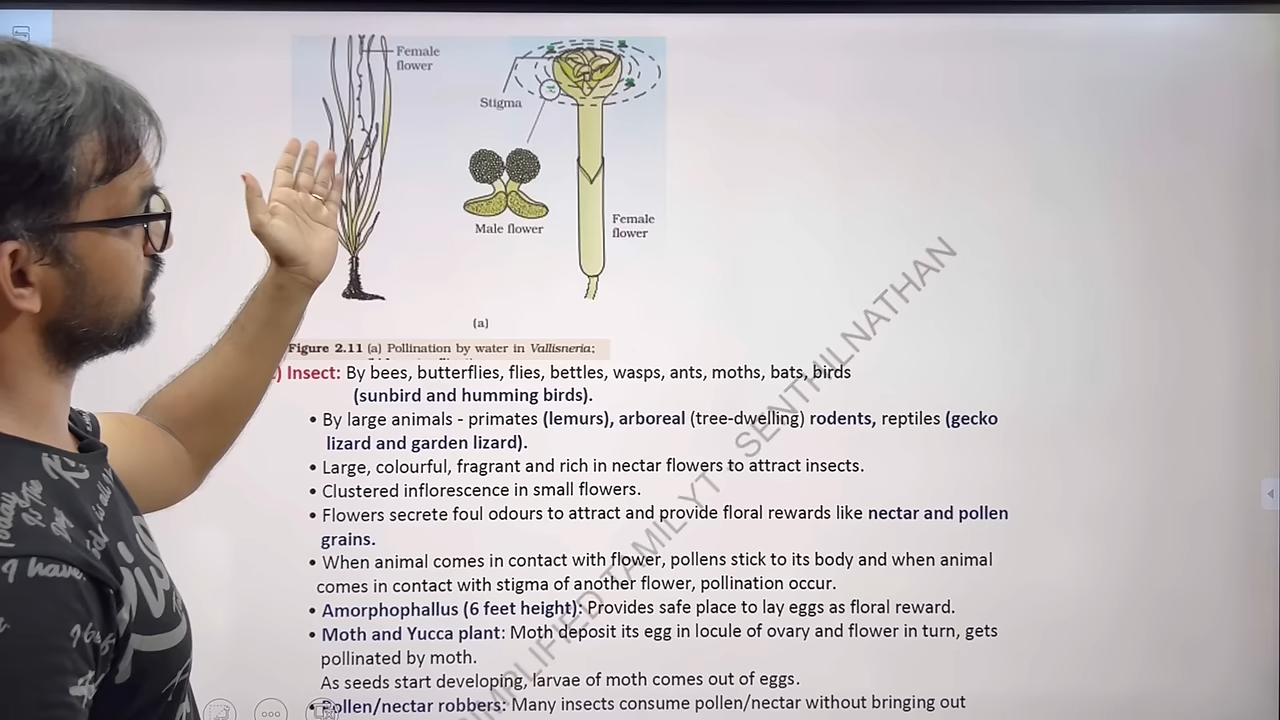 Female
flower
Stigma
Male flower
Female
flower
(a)
Figure 2.11 (a) Pollination by water in Vallisneria;
) Insect: By bees, butterflies, flies, bettles, wasps, ants, moths, bats, birds
(sunbird and humming birds).
• By large animals - primates (lemurs), arboreal (tree-dwelling) rodents, reptiles (gecko
lizard and garden lizard).
• Large, colourful, fragrant and rich in nectar flowers to attract insects.
• Clustered inflorescence in small flowers.
• Flowers secrete foul odours to attract and provide floral rewards like nectar and pollen
grains.
• When animal comes in contact with flower, pollens stick to its body and when animal
comes in contact with stigma of another flower, pollination occur.
• Amorphophallus (6 feet height): Provides safe place to lay eggs as floral reward.
• Moth and Yucca plant: Moth deposit its egg in locule of ovary and flower in turn, gets
pollinated by moth.
As seeds start developing, larvae of moth comes out of eggs.
• Pollen/nectar robbers: Many insects consume pollen/nectar without bringing out
SIMPLIFIED TAMIL YT - SENTHILNATHAN
I have